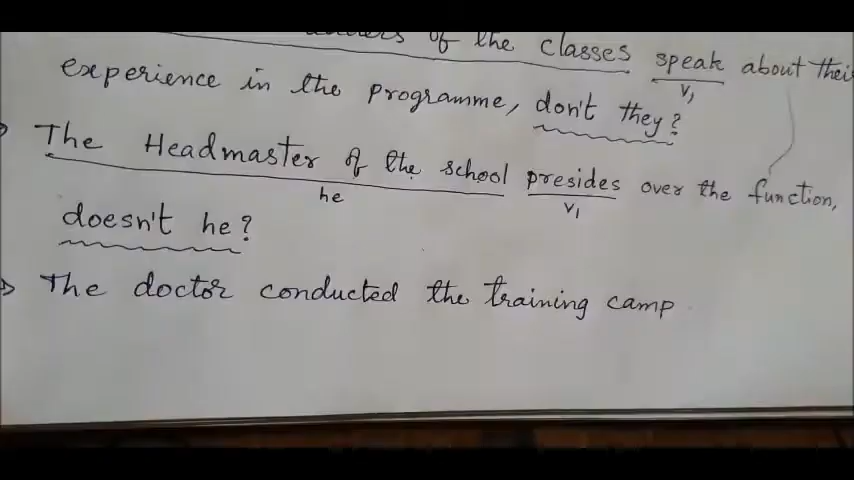 of the classes speak about their
V1
experience in the programme, don't they?
The Headmaster of the school presides over the function,
he V1
doesn't he?
The doctor conducted the training camp